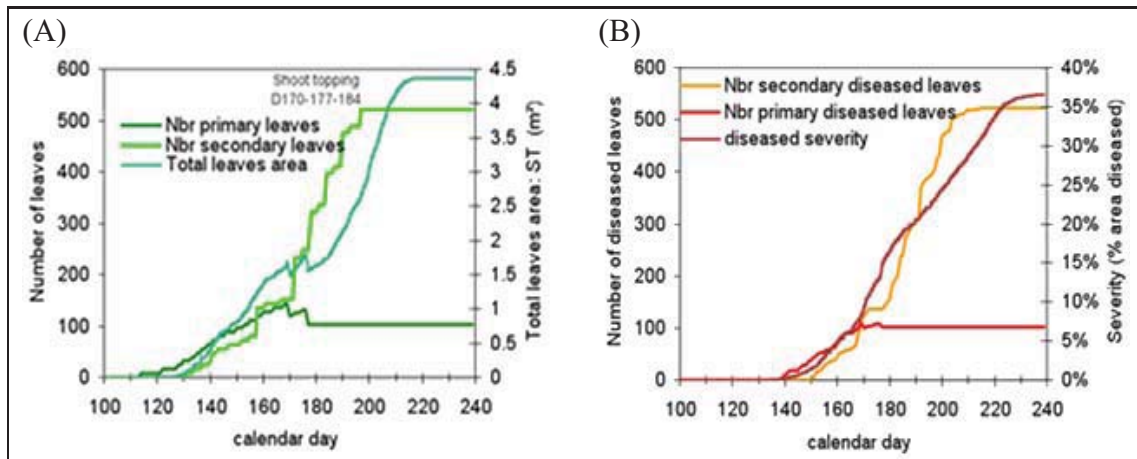 (A)
600
500
400
300
200
100
0
Number of leaves
Shoot topping
D170-177-184
Nbr primary leaves
Nbr secondary leaves
Total leaves area
4.5
4
3.5
3
2.5
2
1.5
1
0.5
0
Total leaves area: ST (m²)
100 120 140 160 180 200 220 240
calendar day
(B)
600
500
400
300
200
100
0
Number of diseased leaves
Nbr secondary diseased leaves
Nbr primary diseased leaves
diseased severity
40%
35%
30%
25%
20%
15%
10%
5%
0%
Severity (% area diseased)
100 120 140 160 180 200 220 240
calendar day